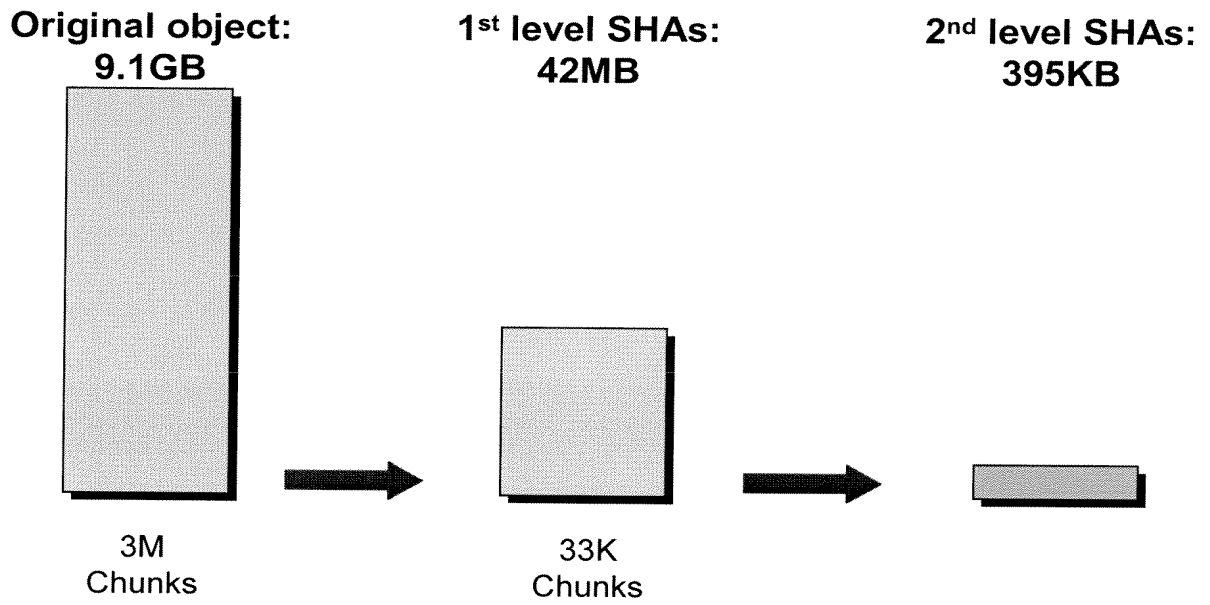 Original object:
9.1GB
1st level SHAs:
42MB
2nd level SHAs:
395KB
3M
Chunks
33K
Chunks